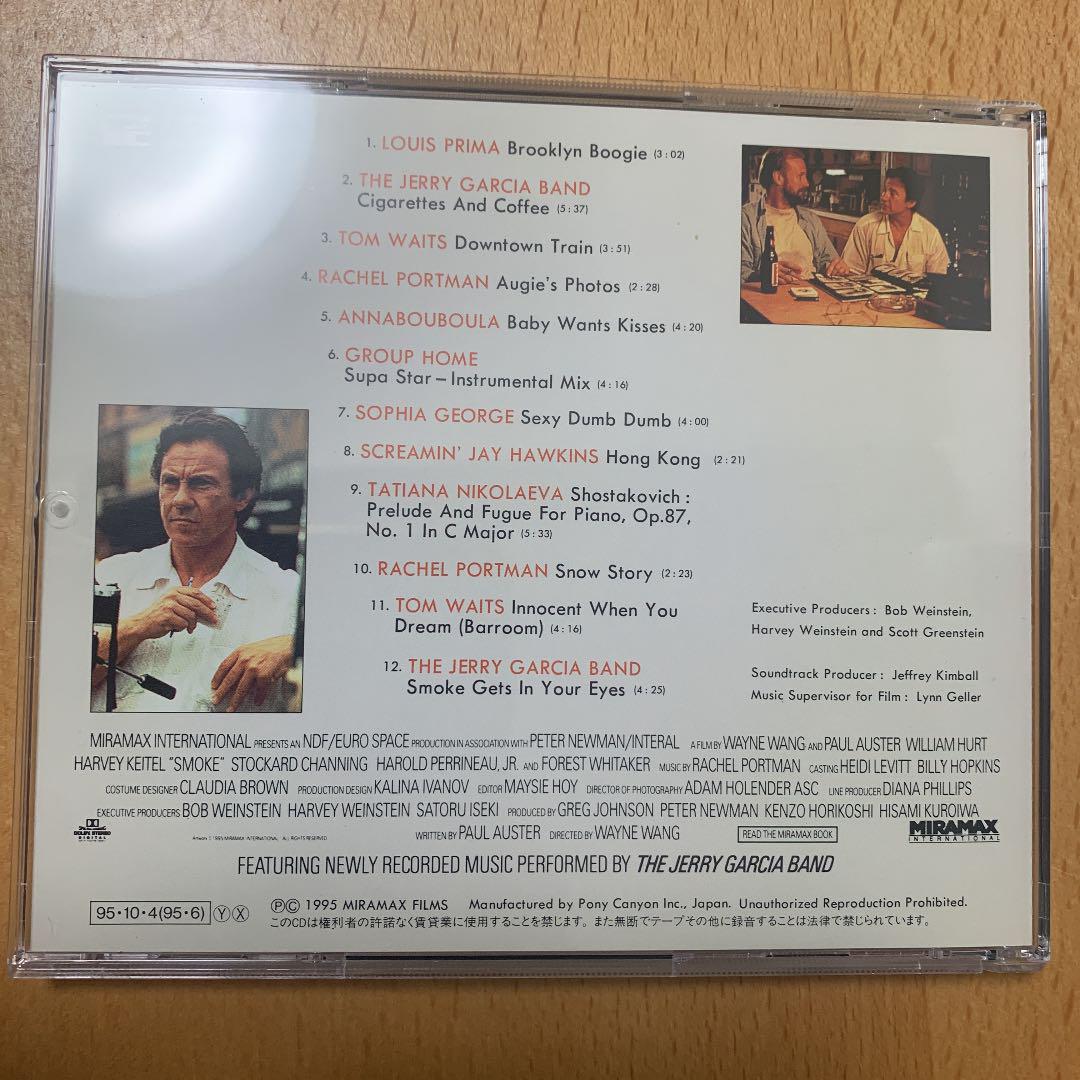 1. LOUIS PRIMA Brooklyn Boogie (3:02)
2. THE JERRY GARCIA BAND
Cigarettes And Coffee (5:37)
3. TOM WAITS Downtown Train (3:51)
4. RACHEL PORTMAN Augie's Photos (2:28)
5. ANNABOUBOULA Baby Wants Kisses (4:20)
6. GROUP HOME
Supa Star – Instrumental Mix (4:16)
7. SOPHIA GEORGE Sexy Dumb Dumb (4:00)
8. SCREAMIN' JAY HAWKINS Hong Kong (2:21)
9. TATIANA NIKOLAEVA Shostakovich:
Prelude And Fugue For Piano, Op.87,
No. 1 In C Major (5:33)
10. RACHEL PORTMAN Snow Story (2:23)
11. TOM WAITS Innocent When You
Dream (Barroom) (4:16)
12. THE JERRY GARCIA BAND
Smoke Gets In Your Eyes (4:25)
Executive Producers: Bob Weinstein,
Harvey Weinstein and Scott Greenstein
Soundtrack Producer: Jeffrey Kimball
Music Supervisor for Film: Lynn Geller
MIRAMAX INTERNATIONAL PRESENTS AN NDF/EURO SPACE PRODUCTION IN ASSOCIATION WITH PETER NEWMAN/INTERAL A FILM BY WAYNE WANG AND PAUL AUSTER WILLIAM HURT
HARVEY KEITEL "SMOKE" STOCKARD CHANNING HAROLD PERRINEAU, JR. AND FOREST WHITAKER MUSIC BY RACHEL PORTMAN CASTING HEIDI LEVITT BILLY HOPKINS
COSTUME DESIGNER CLAUDIA BROWN PRODUCTION DESIGN KALINA IVANOV EDITOR MAYSIE HOY DIRECTOR OF PHOTOGRAPHY ADAM HOLENDER ASC LINE PRODUCER DIANA PHILLIPS
EXECUTIVE PRODUCERS BOB WEINSTEIN HARVEY WEINSTEIN SATORU ISEKI PRODUCED BY GREG JOHNSON PETER NEWMAN KENZO HORIKOSHI HISAMI KUROIWA
DOLBY STEREO
DIGITAL
Artwork © 1995 MIRAMAX INTERNATIONAL. ALL RIGHTS RESERVED
WRITTEN BY PAUL AUSTER DIRECTED BY WAYNE WANG
READ THE MIRAMAX BOOK
MIRAMAX
INTERNATIONAL
FEATURING NEWLY RECORDED MUSIC PERFORMED BY THE JERRY GARCIA BAND
95・10・4(95・6) Ⓨ Ⓧ
ⓅⒸ 1995 MIRAMAX FILMS Manufactured by Pony Canyon Inc., Japan. Unauthorized Reproduction Prohibited.
このCDは権利者の許諾なく賃貸業に使用することを禁じます。また無断でテープその他に録音することは法律で禁じられています。